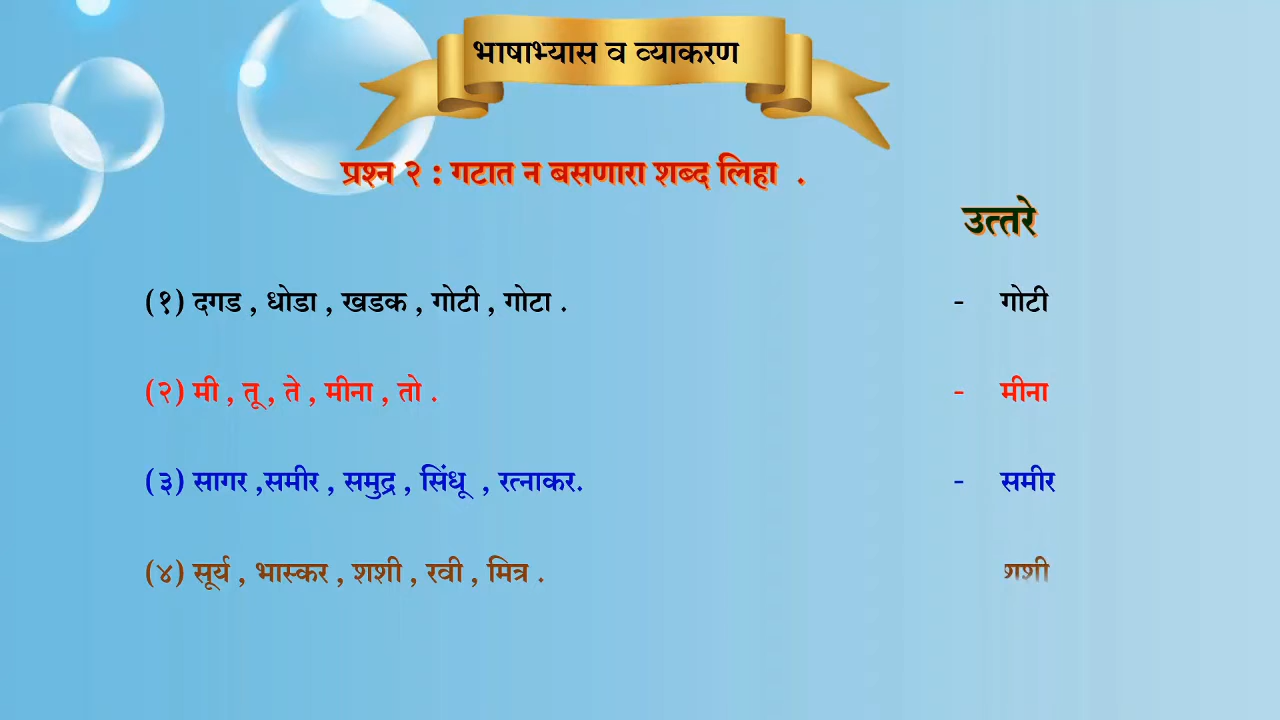 भाषाभ्यास व व्याकरण
प्रश्न २ : गटात न बसणारा शब्द लिहा .
उत्तरे
(१) दगड , धोडा , खडक , गोटी , गोटा . - गोटी
(२) मी , तू , ते , मीना , तो . - मीना
(३) सागर ,समीर , समुद्र , सिंधू , रत्नाकर. - समीर
(४) सूर्य , भास्कर , शशी , रवी , मित्र . शशी